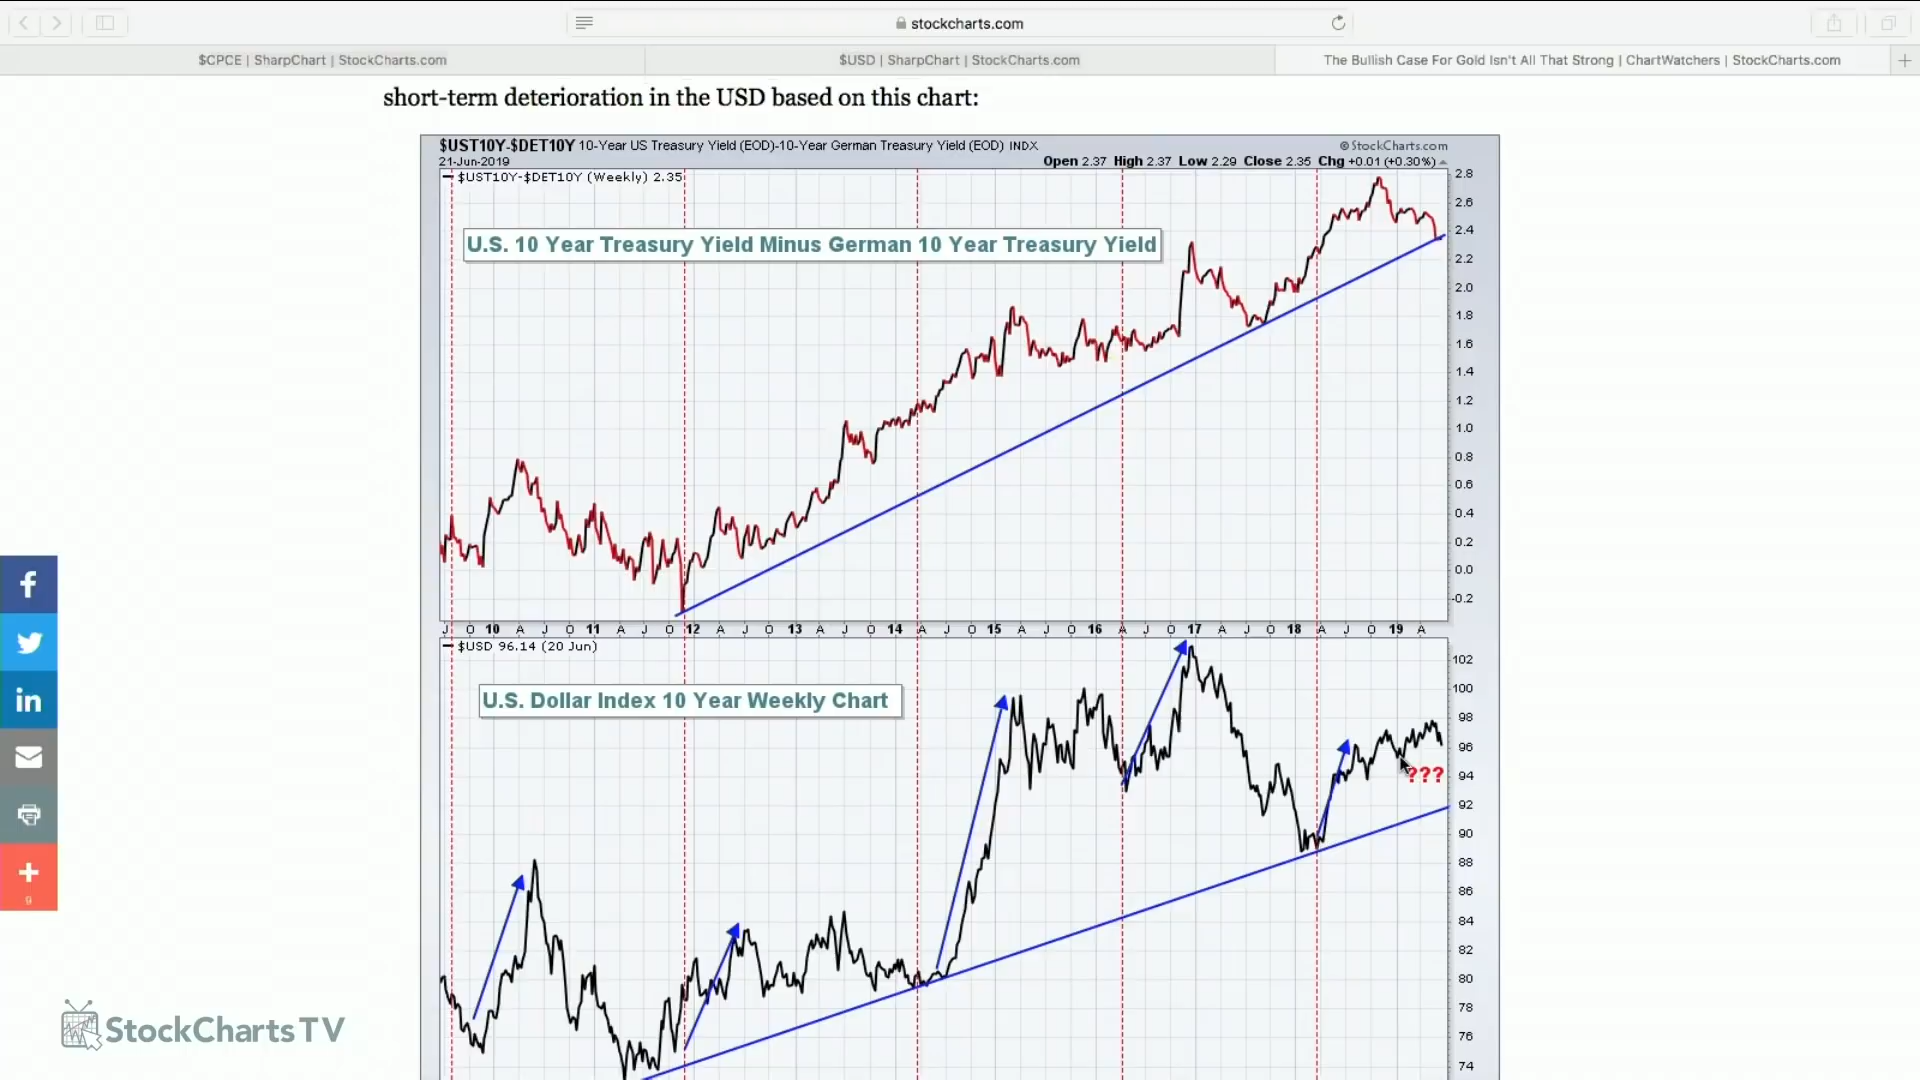 stockcharts.com
$CPCE | SharpChart | StockCharts.com
$USD | SharpChart | StockCharts.com
The Bullish Case For Gold Isn't All That Strong | ChartWatchers | StockCharts.com
short-term deterioration in the USD based on this chart:
$UST10Y-$DET10Y 10-Year US Treasury Yield (EOD)-10-Year German Treasury Yield (EOD) INDX
© StockCharts.com
21-Jun-2019
Open 2.37 High 2.37 Low 2.29 Close 2.35 Chg +0.01 (+0.30%)
$UST10Y-$DET10Y (Weekly) 2.35
U.S. 10 Year Treasury Yield Minus German 10 Year Treasury Yield
2.8
2.6
2.4
2.2
2.0
1.8
1.6
1.4
1.2
1.0
0.8
0.6
0.4
0.2
0.0
-0.2
J O 10 A J O 11 A J O 12 A J O 13 A J O 14 A J O 15 A J O 16 A J O 17 A J O 18 A J O 19 A
$USD 96.14 (20 Jun)
U.S. Dollar Index 10 Year Weekly Chart
???
102
100
98
96
94
92
90
88
86
84
82
80
78
76
74
f
in
9
StockChartsTV